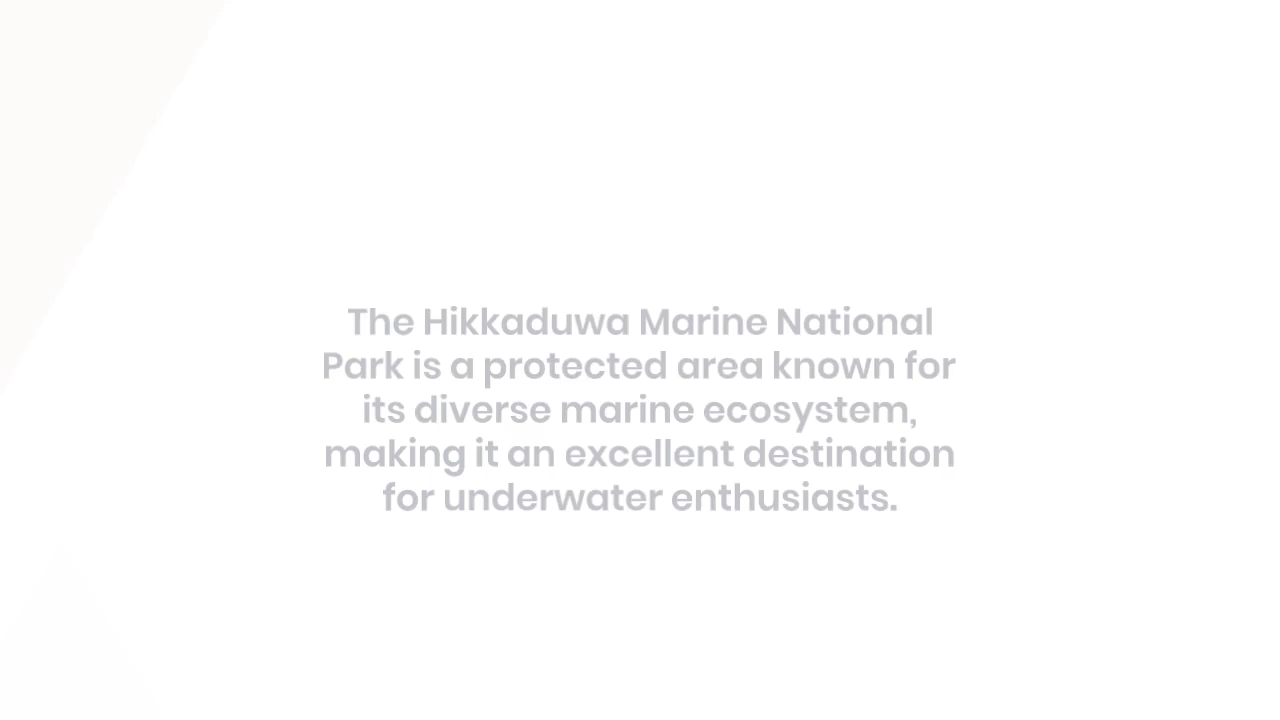 The Hikkaduwa Marine National
Park is a protected area known for
its diverse marine ecosystem,
making it an excellent destination
for underwater enthusiasts.